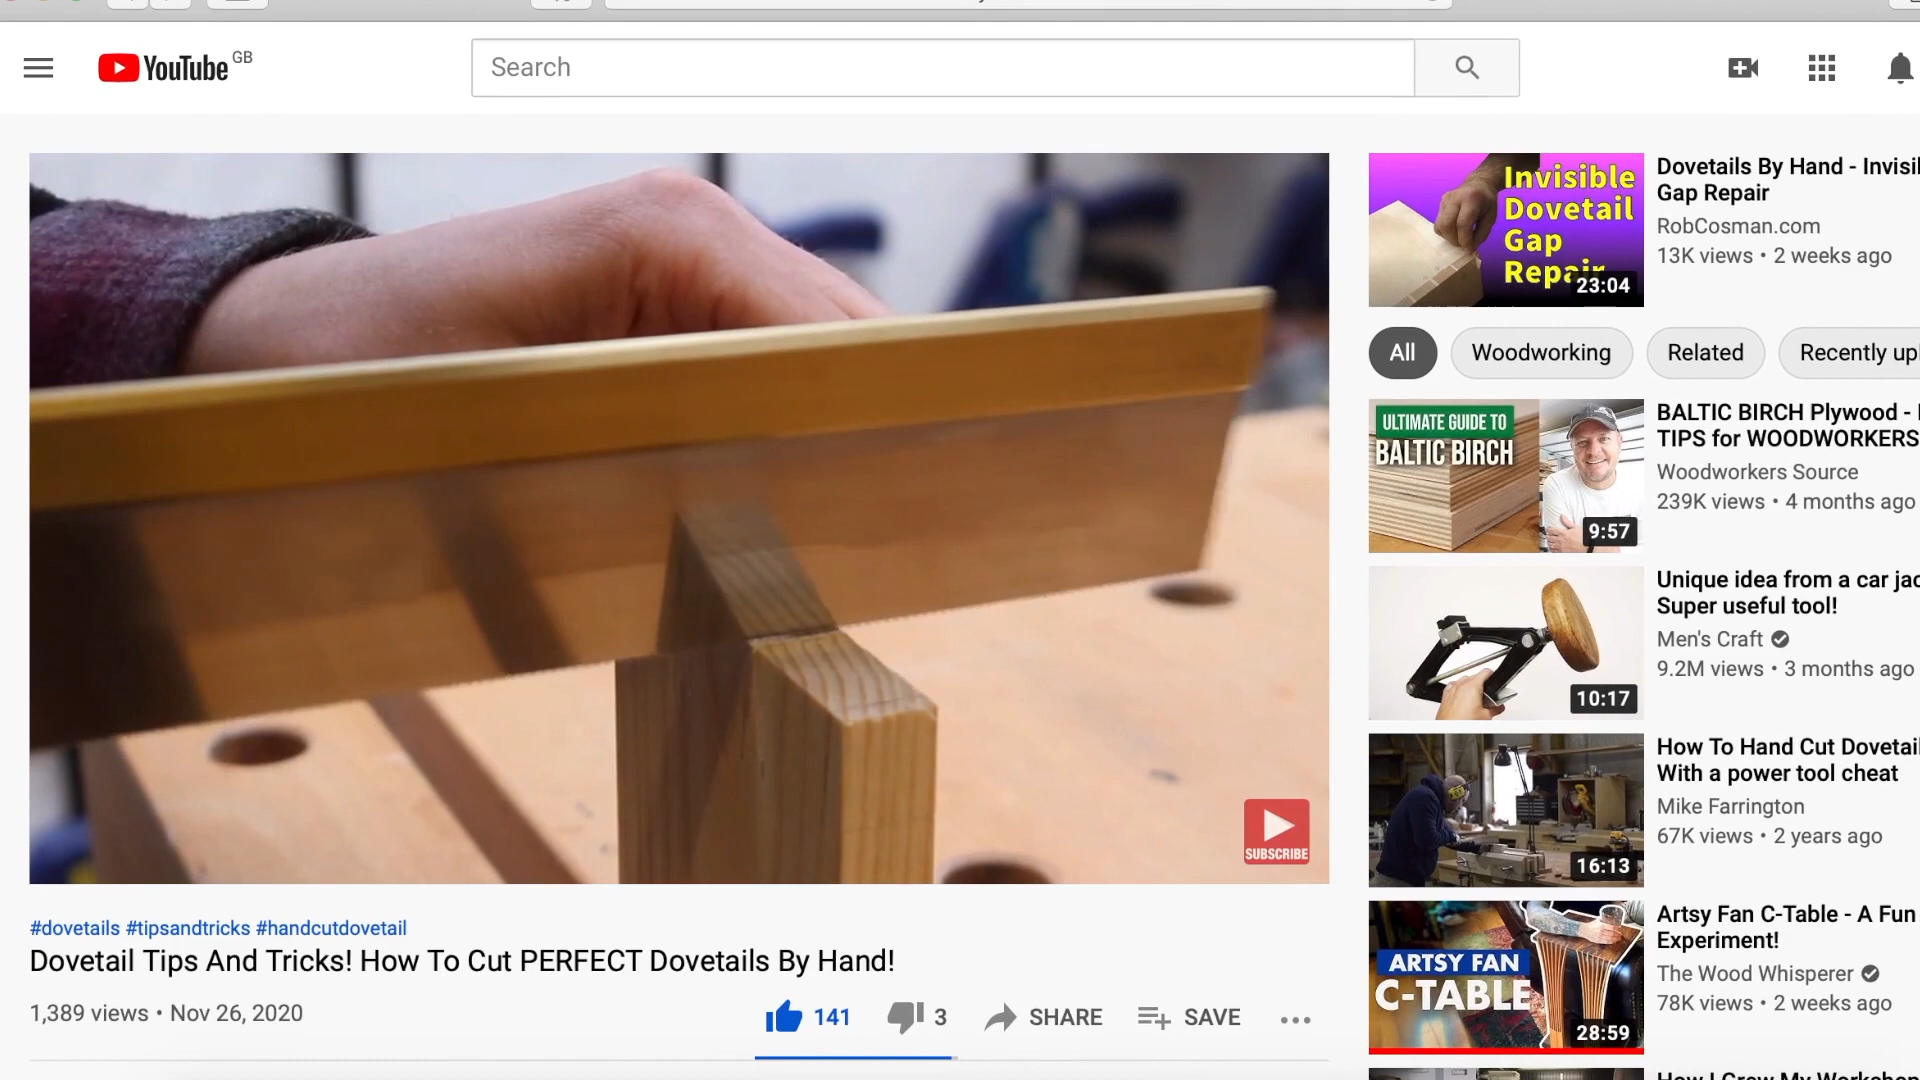 YouTube GB
Search
SUBSCRIBE
#dovetails #tipsandtricks #handcutdovetail
Dovetail Tips And Tricks! How To Cut PERFECT Dovetails By Hand!
1,389 views • Nov 26, 2020
141
3
SHARE
SAVE
Invisible
Dovetail
Gap
Repair
23:04
Dovetails By Hand - Invisi
Gap Repair
RobCosman.com
13K views • 2 weeks ago
All
Woodworking
Related
Recently up
ULTIMATE GUIDE TO
BALTIC BIRCH
9:57
BALTIC BIRCH Plywood -
TIPS for WOODWORKERS
Woodworkers Source
239K views • 4 months ago
10:17
Unique idea from a car jac
Super useful tool!
Men's Craft
9.2M views • 3 months ago
16:13
How To Hand Cut Dovetail
With a power tool cheat
Mike Farrington
67K views • 2 years ago
ARTSY FAN
C-TABLE
28:59
Artsy Fan C-Table - A Fun
Experiment!
The Wood Whisperer
78K views • 2 weeks ago
How I Grew My Workshop